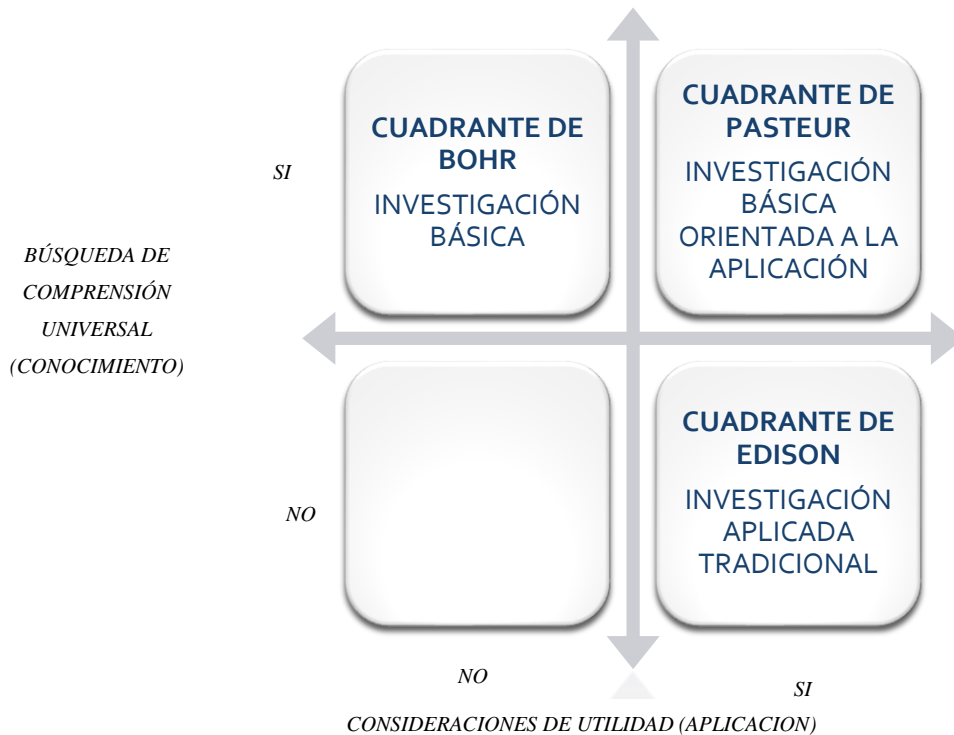 CUADRANTE DE
BOHR
INVESTIGACIÓN
BÁSICA
CUADRANTE DE
PASTEUR
INVESTIGACIÓN
BÁSICA
ORIENTADA A LA
APLICACIÓN
SI
BÚSQUEDA DE
COMPRENSIÓN
UNIVERSAL
(CONOCIMIENTO)
NO
CUADRANTE DE
EDISON
INVESTIGACIÓN
APLICADA
TRADICIONAL
NO
SI
CONSIDERACIONES DE UTILIDAD (APLICACION)